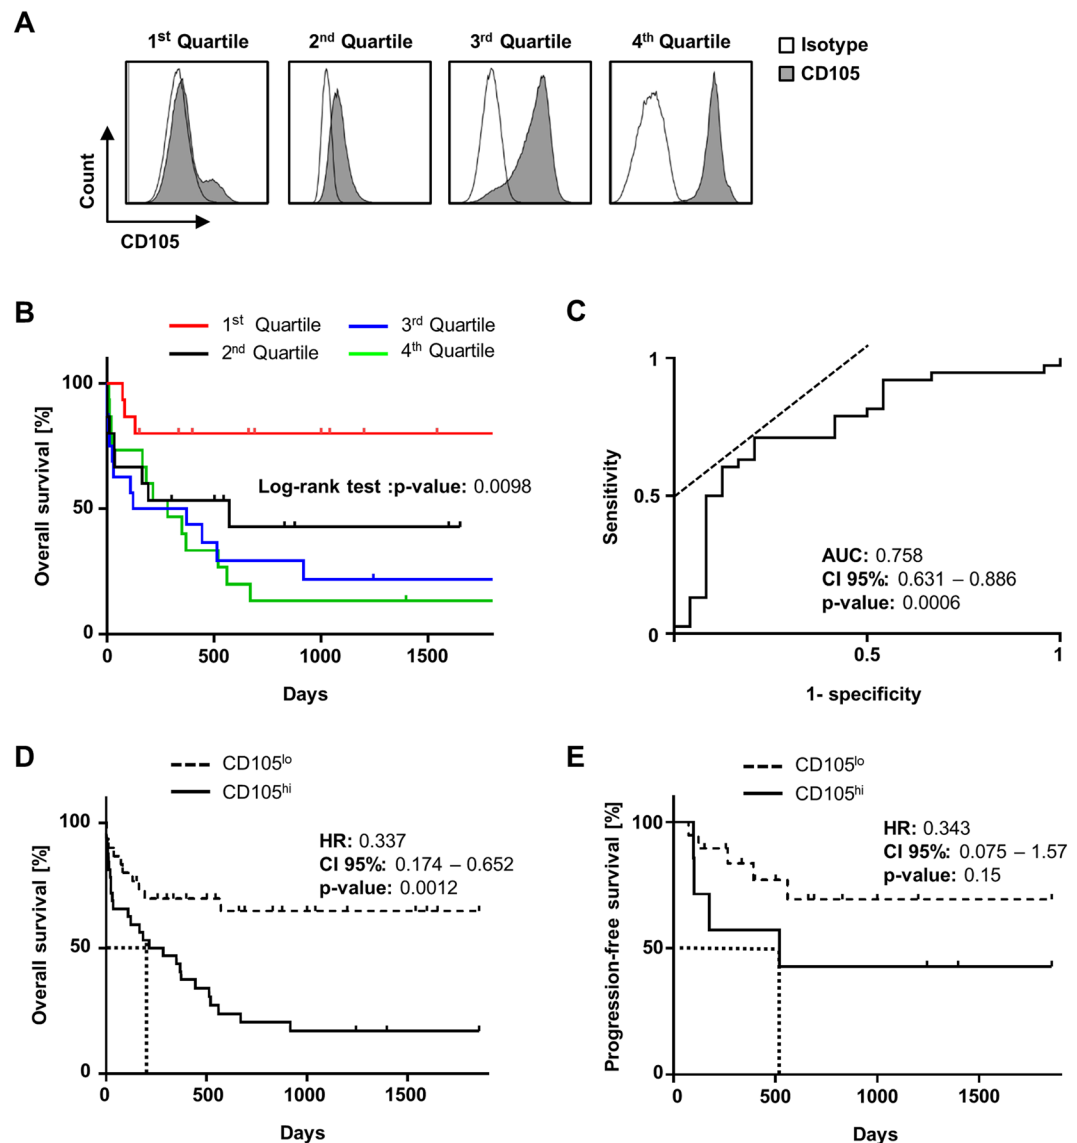 A
1st Quartile
2nd Quartile
3rd Quartile
4th Quartile
Isotype
CD105
Count
CD105
B
1st Quartile
2nd Quartile
3rd Quartile
4th Quartile
Overall survival [%]
100
50
0
Log-rank test :p-value: 0.0098
0
500
1000
1500
Days
C
Sensitivity
1
0.5
0
AUC: 0.758
CI 95%: 0.631 – 0.886
p-value: 0.0006
0.5
1
1- specificity
D
CD105lo
CD105hi
Overall survival [%]
100
50
0
HR: 0.337
CI 95%: 0.174 – 0.652
p-value: 0.0012
0
500
1000
1500
Days
E
CD105lo
CD105hi
Progression-free survival [%]
100
50
0
HR: 0.343
CI 95%: 0.075 – 1.57
p-value: 0.15
0
500
1000
1500
Days